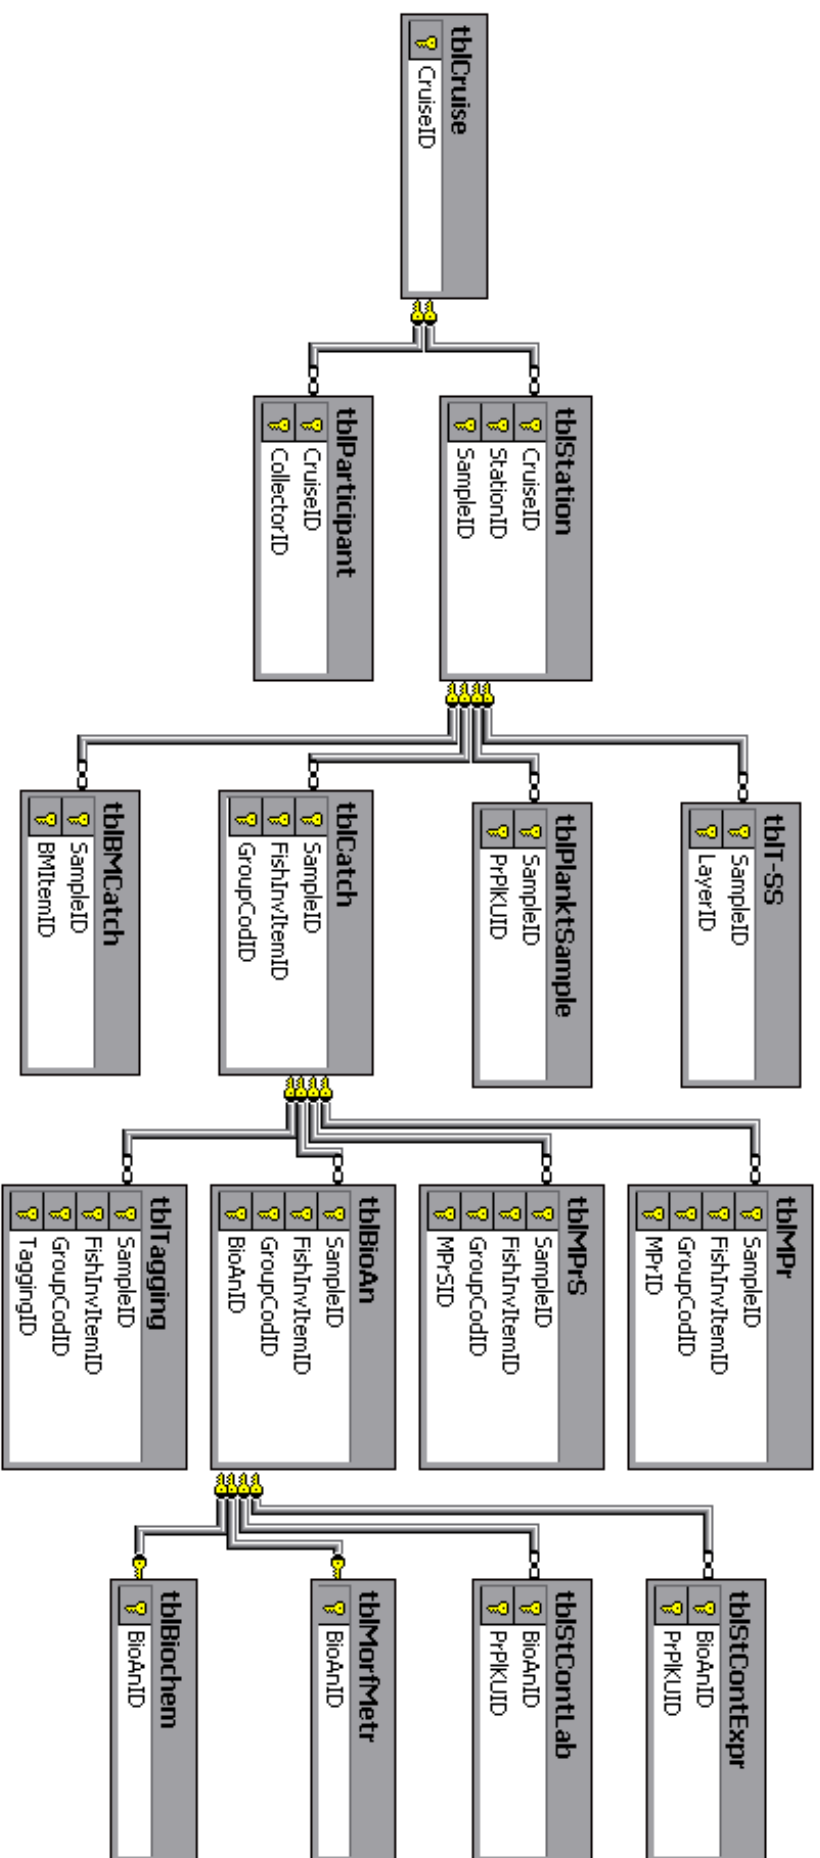 tblCruise
CruiseID
tblStation
CruiseID
StationID
SampleID
tblParticipant
CruiseID
CollectorID
tblT-SS
SampleID
LayerID
tblPlanktSample
SampleID
PrPlKUID
tblCatch
SampleID
FishInvItemID
GroupCodID
tblBMCatch
SampleID
BMItemID
tblMPr
SampleID
FishInvItemID
GroupCodID
MPrID
tblMPrS
SampleID
FishInvItemID
GroupCodID
MPrSID
tblBioAn
SampleID
FishInvItemID
GroupCodID
BioAnID
tblTagging
SampleID
FishInvItemID
GroupCodID
TaggingID
tblStContExpr
BioAnID
PrPlKUID
tblStContLab
BioAnID
PrPlKUID
tblMorfMetr
BioAnID
tblBiochem
BioAnID